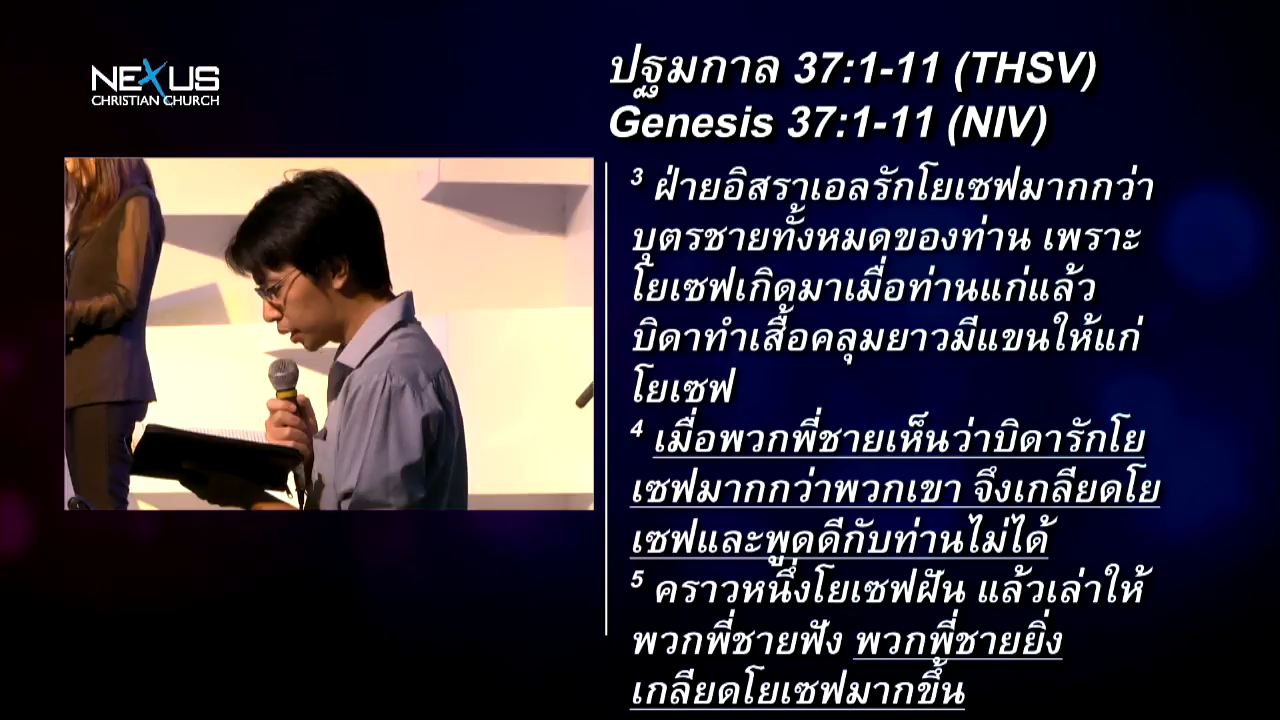 NEXUS
CHRISTIAN CHURCH
ปฐมกาล 37:1-11 (THSV)
Genesis 37:1-11 (NIV)
3 ฝ่ายอิสราเอลรักโยเซฟมากกว่า
บุตรชายทั้งหมดของท่าน เพราะ
โยเซฟเกิดมาเมื่อท่านแก่แล้ว
บิดาทำเสื้อคลุมยาวมีแขนให้แก่
โยเซฟ
4 เมื่อพวกพี่ชายเห็นว่าบิดารักโย
เซฟมากกว่าพวกเขา จึงเกลียดโย
เซฟและพูดดีกับท่านไม่ได้
5 คราวหนึ่งโยเซฟฝัน แล้วเล่าให้
พวกพี่ชายฟัง พวกพี่ชายยิ่ง
เกลียดโยเซฟมากขึ้น